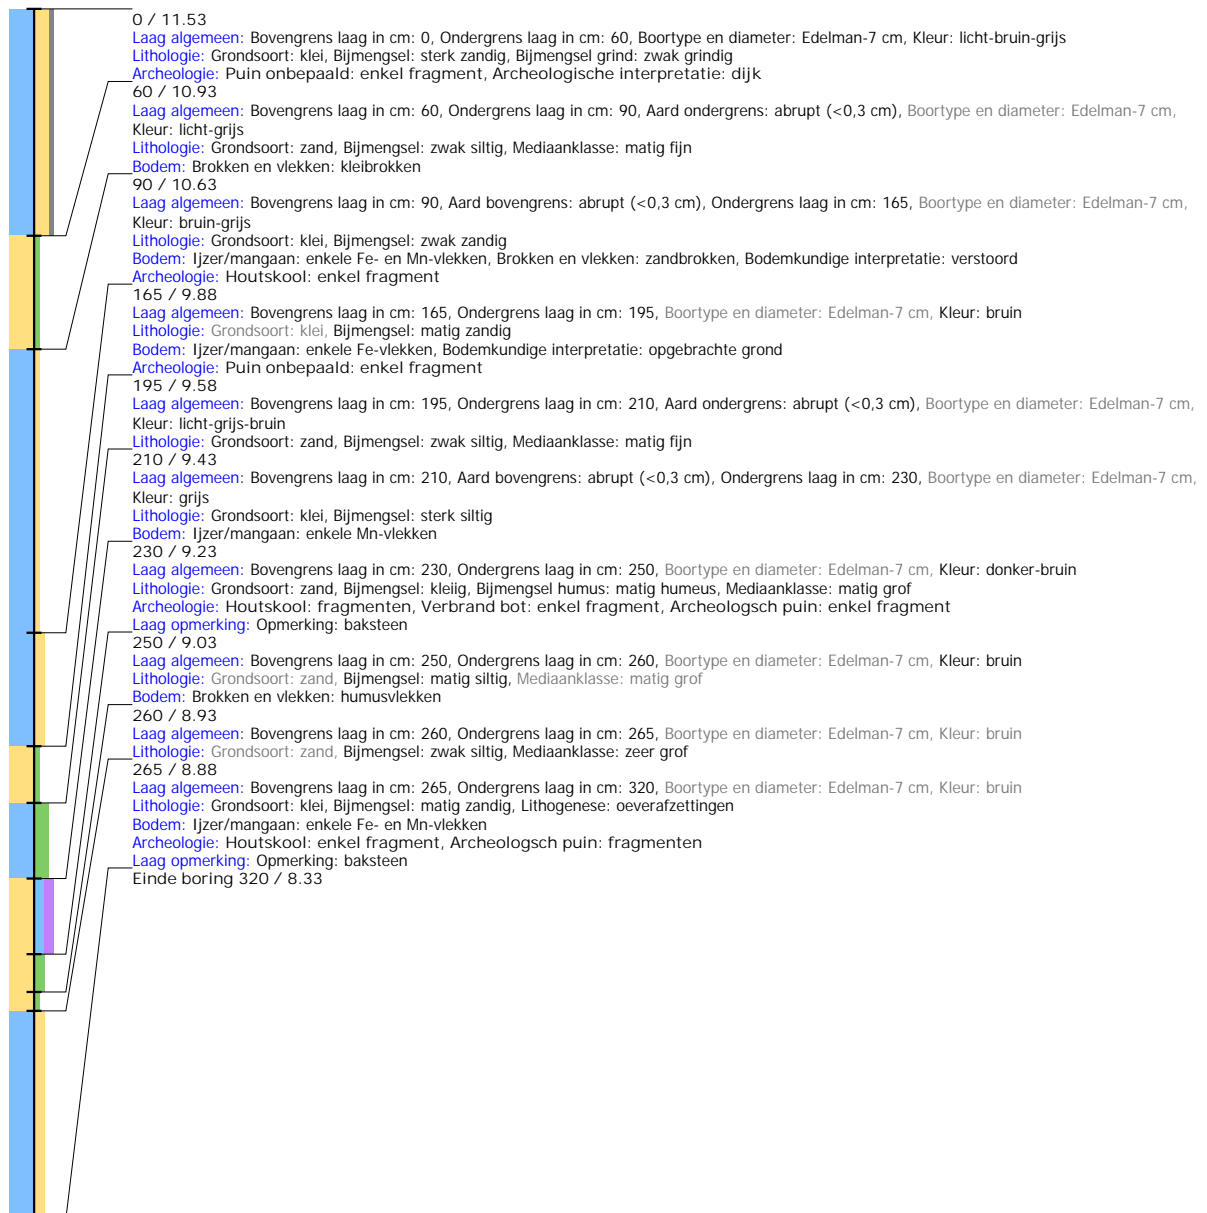 0 / 11.53
Laag algemeen: Bovengrens laag in cm: 0, Ondergrens laag in cm: 60, Boortype en diameter: Edelman-7 cm, Kleur: licht-bruin-grijs
Lithologie: Grondsoort: klei, Bijmengsel: sterk zandig, Bijmengsel grind: zwak grindig
Archeologie: Puin onbepaald: enkel fragment, Archeologische interpretatie: dijk
60 / 10.93
Laag algemeen: Bovengrens laag in cm: 60, Ondergrens laag in cm: 90, Aard ondergrens: abrupt (<0,3 cm), Boortype en diameter: Edelman-7 cm,
Kleur: licht-grijs
Lithologie: Grondsoort: zand, Bijmengsel: zwak siltig, Mediaanklasse: matig fijn
Bodem: Brokken en vlekken: kleibrokken
90 / 10.63
Laag algemeen: Bovengrens laag in cm: 90, Aard bovengrens: abrupt (<0,3 cm), Ondergrens laag in cm: 165, Boortype en diameter: Edelman-7 cm,
Kleur: bruin-grijs
Lithologie: Grondsoort: klei, Bijmengsel: zwak zandig
Bodem: Ijzer/mangaan: enkele Fe- en Mn-vlekken, Brokken en vlekken: zandbrokken, Bodemkundige interpretatie: verstoord
Archeologie: Houtskool: enkel fragment
165 / 9.88
Laag algemeen: Bovengrens laag in cm: 165, Ondergrens laag in cm: 195, Boortype en diameter: Edelman-7 cm, Kleur: bruin
Lithologie: Grondsoort: klei, Bijmengsel: matig zandig
Bodem: Ijzer/mangaan: enkele Fe-vlekken, Bodemkundige interpretatie: opgebrachte grond
Archeologie: Puin onbepaald: enkel fragment
195 / 9.58
Laag algemeen: Bovengrens laag in cm: 195, Ondergrens laag in cm: 210, Aard ondergrens: abrupt (<0,3 cm), Boortype en diameter: Edelman-7 cm,
Kleur: licht-grijs-bruin
Lithologie: Grondsoort: zand, Bijmengsel: zwak siltig, Mediaanklasse: matig fijn
210 / 9.43
Laag algemeen: Bovengrens laag in cm: 210, Aard bovengrens: abrupt (<0,3 cm), Ondergrens laag in cm: 230, Boortype en diameter: Edelman-7 cm,
Kleur: grijs
Lithologie: Grondsoort: klei, Bijmengsel: sterk siltig
Bodem: Ijzer/mangaan: enkele Mn-vlekken
230 / 9.23
Laag algemeen: Bovengrens laag in cm: 230, Ondergrens laag in cm: 250, Boortype en diameter: Edelman-7 cm, Kleur: donker-bruin
Lithologie: Grondsoort: zand, Bijmengsel: kleiig, Bijmengsel humus: matig humeus, Mediaanklasse: matig grof
Archeologie: Houtskool: fragmenten, Verbrand bot: enkel fragment, Archeologsch puin: enkel fragment
Laag opmerking: Opmerking: baksteen
250 / 9.03
Laag algemeen: Bovengrens laag in cm: 250, Ondergrens laag in cm: 260, Boortype en diameter: Edelman-7 cm, Kleur: bruin
Lithologie: Grondsoort: zand, Bijmengsel: matig siltig, Mediaanklasse: matig grof
Bodem: Brokken en vlekken: humusvlekken
260 / 8.93
Laag algemeen: Bovengrens laag in cm: 260, Ondergrens laag in cm: 265, Boortype en diameter: Edelman-7 cm, Kleur: bruin
Lithologie: Grondsoort: zand, Bijmengsel: zwak siltig, Mediaanklasse: zeer grof
265 / 8.88
Laag algemeen: Bovengrens laag in cm: 265, Ondergrens laag in cm: 320, Boortype en diameter: Edelman-7 cm, Kleur: bruin
Lithologie: Grondsoort: klei, Bijmengsel: matig zandig, Lithogenese: oeverafzettingen
Bodem: Ijzer/mangaan: enkele Fe- en Mn-vlekken
Archeologie: Houtskool: enkel fragment, Archeologsch puin: fragmenten
Laag opmerking: Opmerking: baksteen
Einde boring 320 / 8.33